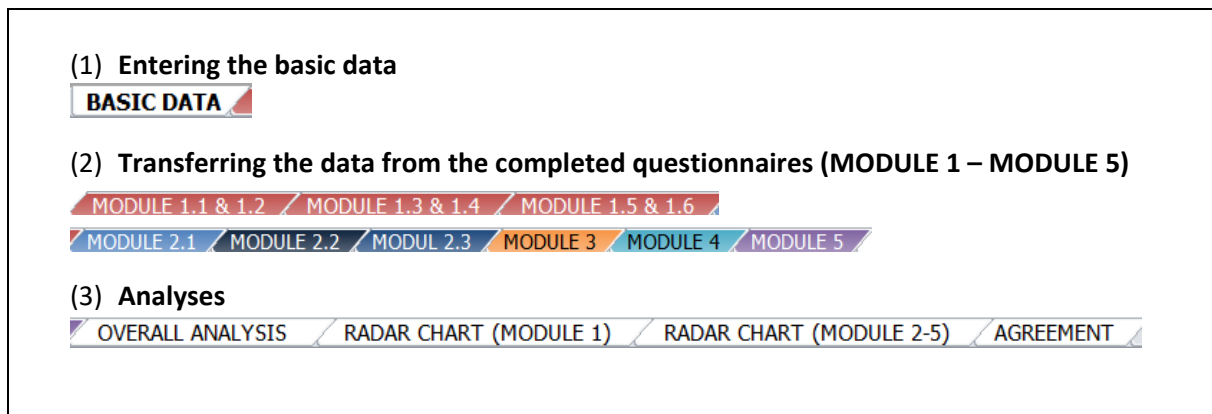 (1) Entering the basic data
BASIC DATA
(2) Transferring the data from the completed questionnaires (MODULE 1 – MODULE 5)
MODULE 1.1 & 1.2 MODULE 1.3 & 1.4 MODULE 1.5 & 1.6
MODULE 2.1 MODULE 2.2 MODUL 2.3 MODULE 3 MODULE 4 MODULE 5
(3) Analyses
OVERALL ANALYSIS RADAR CHART (MODULE 1) RADAR CHART (MODULE 2-5) AGREEMENT